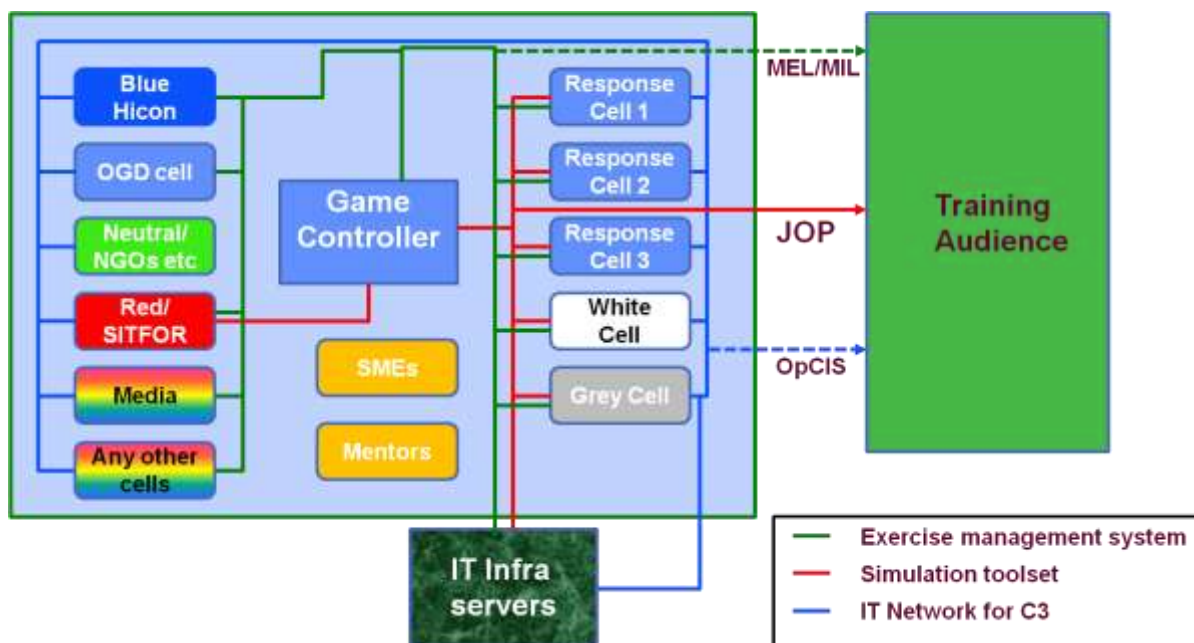 Blue
Hicon
OGD cell
Neutral/
NGOs etc
Red/
SITFOR
Media
Any other
cells
Game
Controller
SMEs
Mentors
Response
Cell 1
Response
Cell 2
Response
Cell 3
White
Cell
Grey Cell
IT Infra
servers
MEL/MIL
JOP
OpCIS
Training
Audience
Exercise management system
Simulation toolset
IT Network for C3